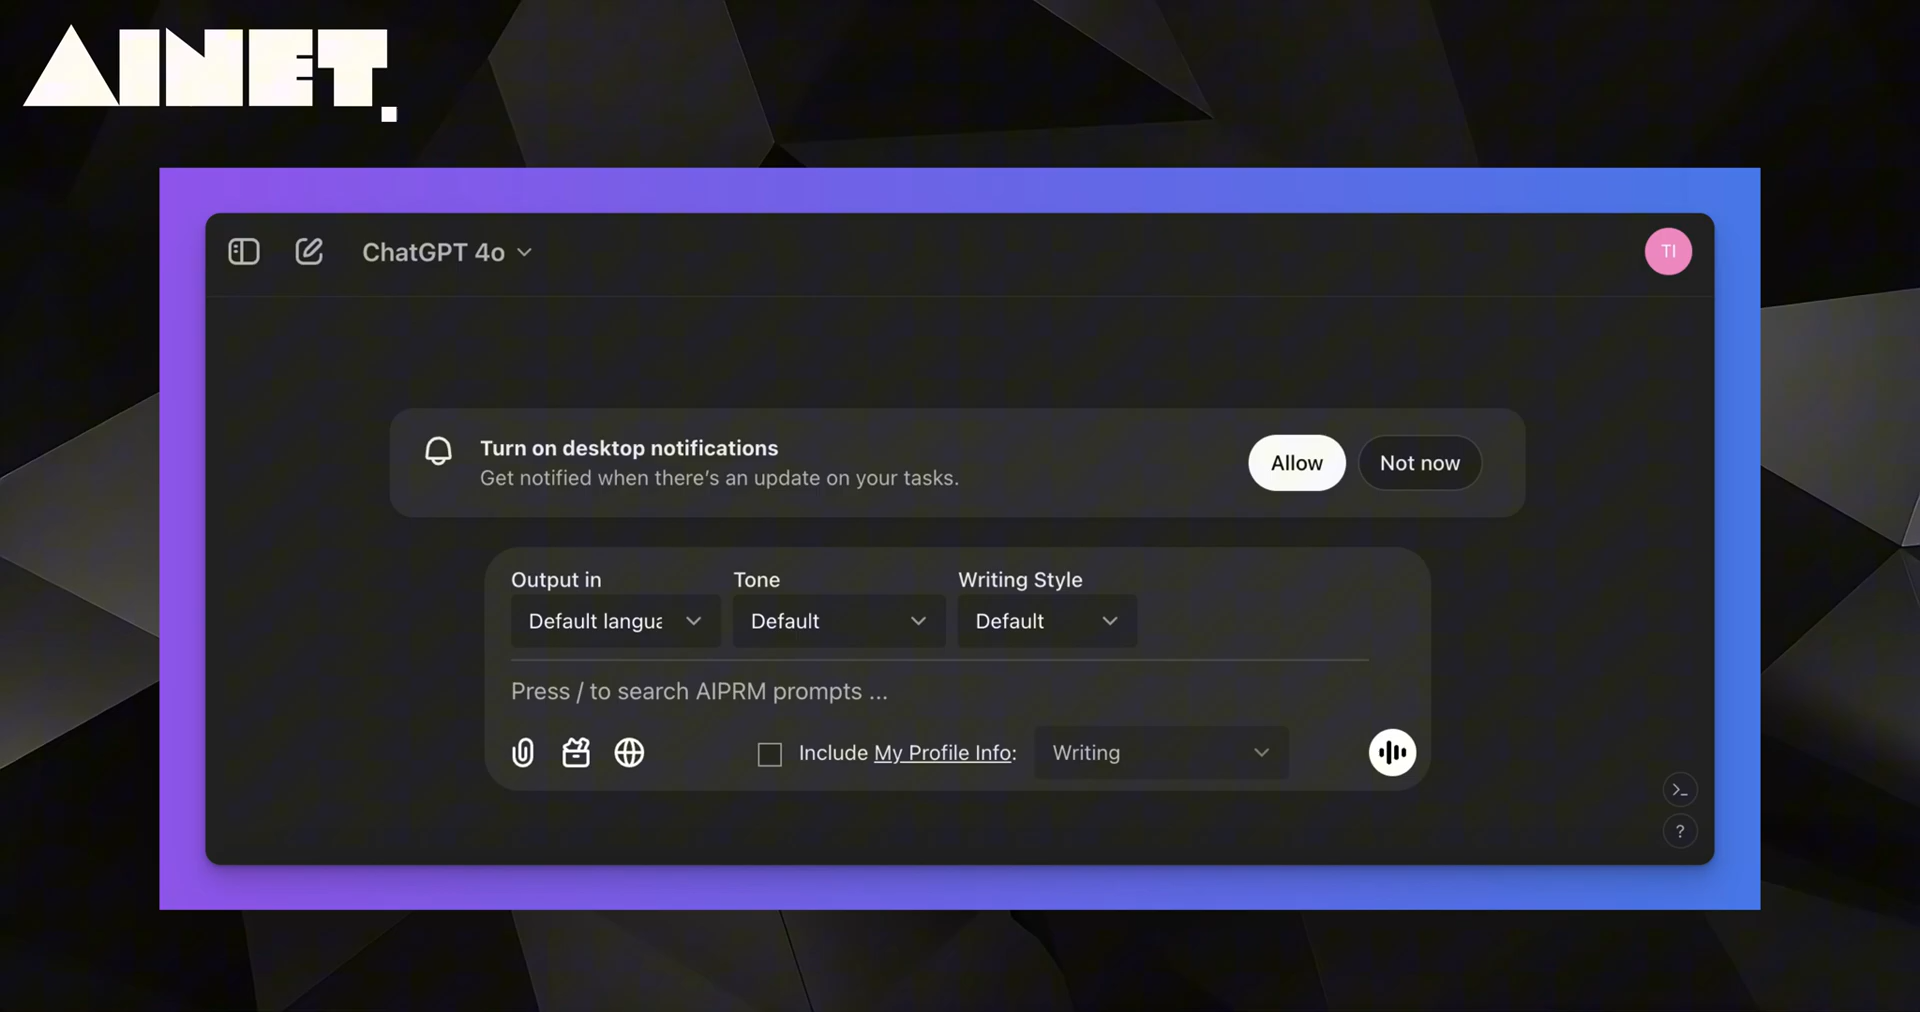 AINET.
ChatGPT 4o
TI
Turn on desktop notifications
Get notified when there's an update on your tasks.
Allow
Not now
Output in
Tone
Writing Style
Default langua
Default
Default
Press / to search AIPRM prompts ...
Include My Profile Info:
Writing
>_
?